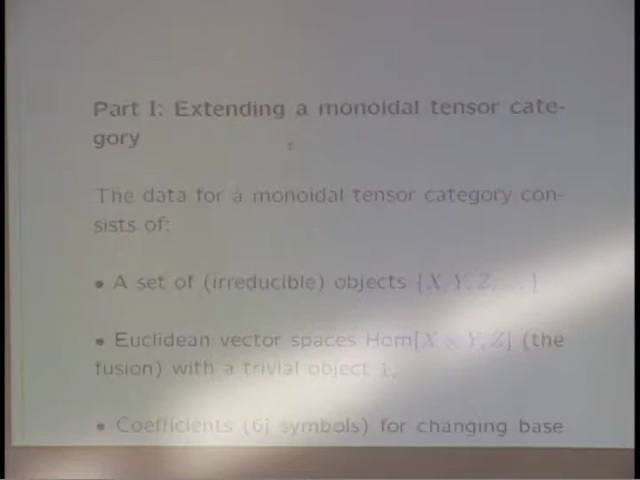 Part I: Extending a monoidal tensor cate-
gory
The data for a monoidal tensor category con-
sists of:
• A set of (irreducible) objects {X, Y, Z, ...}
• Euclidean vector spaces Hom[X ⊗ Y, Z] (the
fusion) with a trivial object 1.
• Coefficients (6j symbols) for changing base